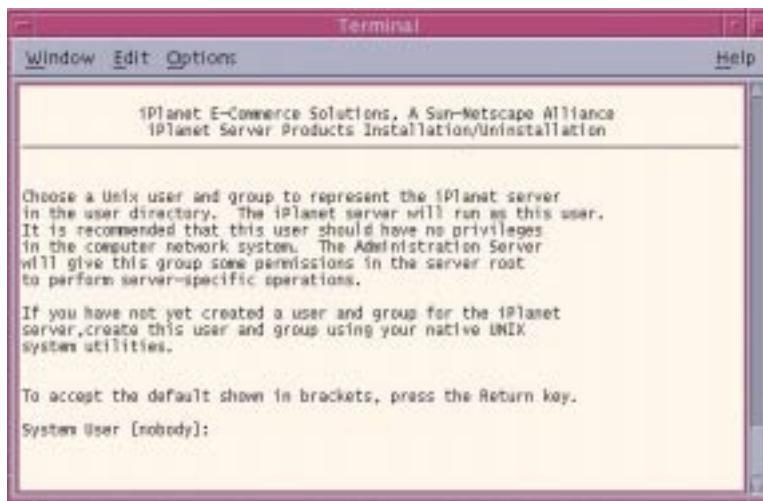 Terminal
Window Edit Options Help
iPlanet E-Commerce Solutions, A Sun-Netscape Alliance
iPlanet Server Products Installation/Uninstallation
Choose a Unix user and group to represent the iPlanet server
in the user directory.  The iPlanet server will run as this user.
It is recommended that this user should have no privileges
in the computer network system.  The Administration Server
will give this group some permissions in the server root
to perform server-specific operations.
If you have not yet created a user and group for the iPlanet
server,create this user and group using your native UNIX
system utilities.
To accept the default shown in brackets, press the Return key.
System User [nobody]: